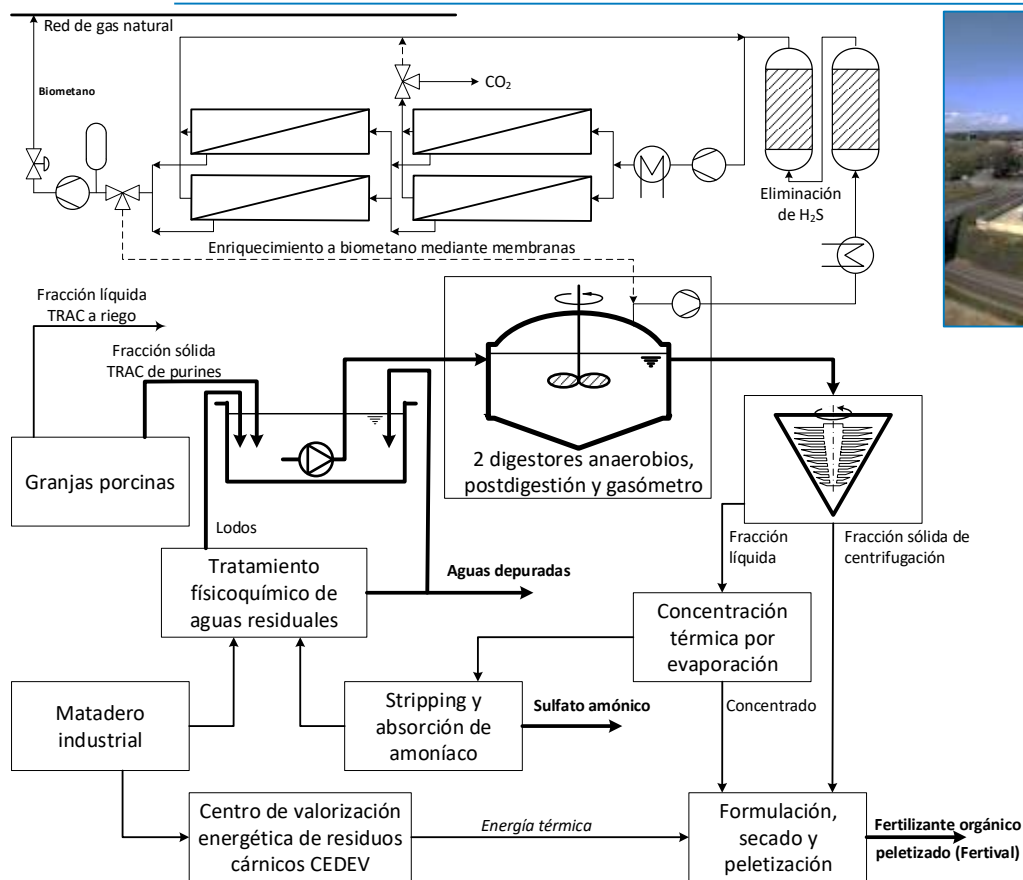 Red de gas natural
Biometano
CO₂
Eliminación
de H₂S
Enriquecimiento a biometano mediante membranas
Fracción líquida
TRAC a riego
Fracción sólida
TRAC de purines
Granjas porcinas
2 digestores anaerobios,
postdigestión y gasómetro
Lodos
Fracción
líquida
Fracción sólida de
centrifugación
Tratamiento
físicoquímico de
aguas residuales
Aguas depuradas
Concentración
térmica por
evaporación
Matadero
industrial
Stripping y
absorción de
amoníaco
Sulfato amónico
Concentrado
Centro de valorización
energética de residuos
cárnicos CEDEV
Energía térmica
Formulación,
secado y
peletización
Fertilizante orgánico
peletizado (Fertival)